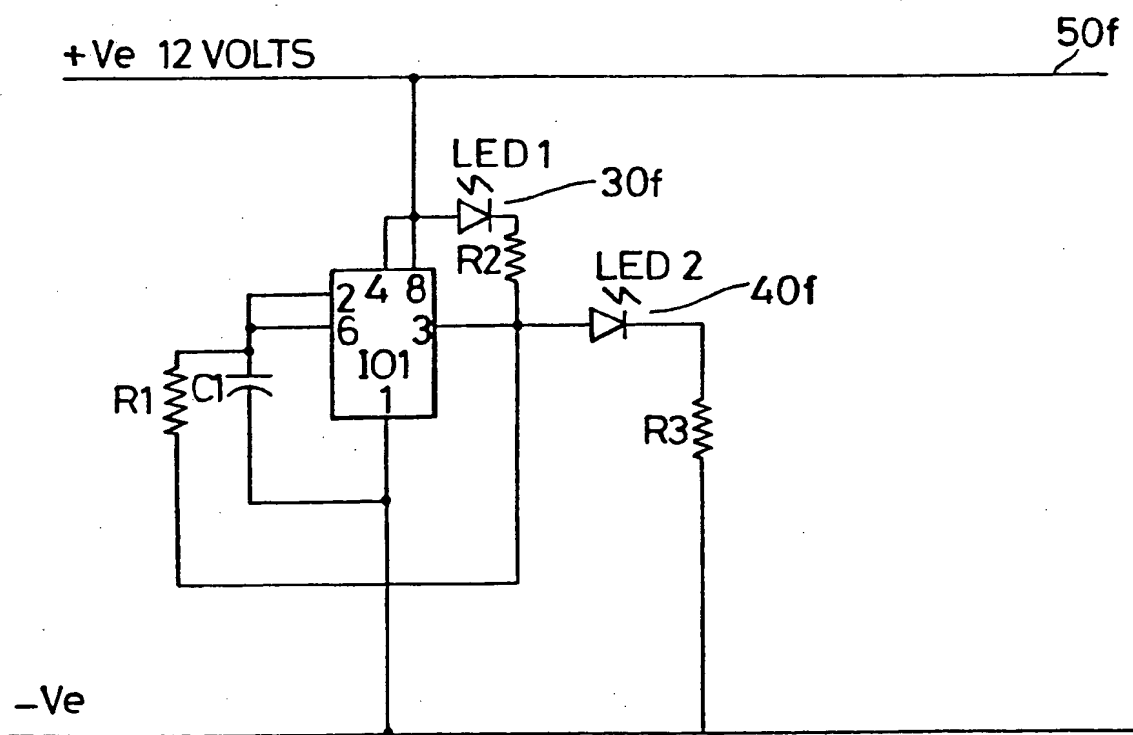 50f
+Ve 12 VOLTS
LED 1
30f
R2
LED 2
40f
2 4 8
6 3
IO1
1
R1
C1
R3
–Ve